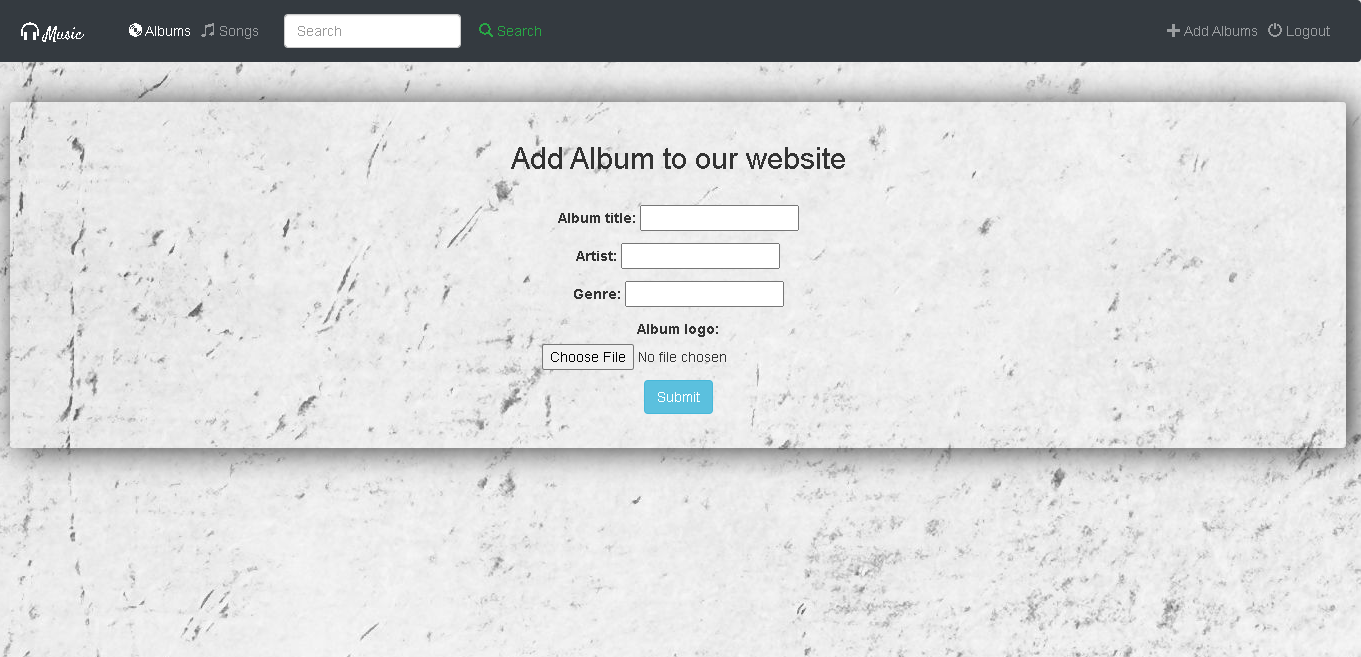 Music Albums Songs Search Search Add Albums Logout
Add Album to our website
Album title:
Artist:
Genre:
Album logo:
Choose File No file chosen
Submit